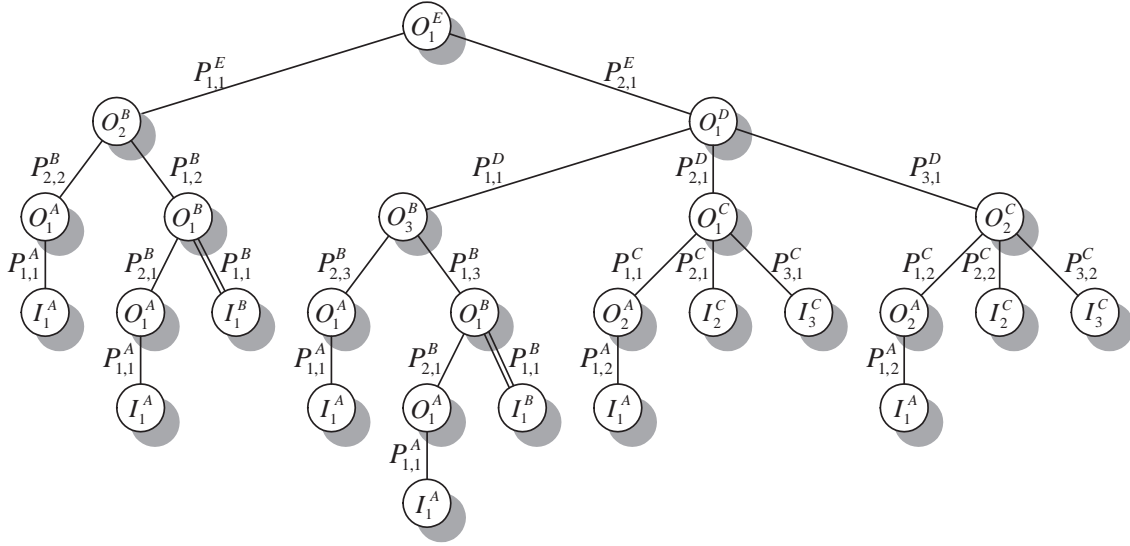 O_1^E
P_{1,1}^E P_{2,1}^E
O_2^B O_1^D
P_{2,2}^B P_{1,2}^B P_{1,1}^D P_{2,1}^D P_{3,1}^D
O_1^A O_1^B O_3^B O_1^C O_2^C
P_{1,1}^A P_{2,1}^B P_{1,1}^B P_{2,3}^B P_{1,3}^B P_{1,1}^C P_{2,1}^C P_{3,1}^C P_{1,2}^C P_{2,2}^C P_{3,2}^C
I_1^A O_1^A I_1^B O_1^A O_1^B O_2^A I_2^C I_3^C O_2^A I_2^C I_3^C
P_{1,1}^A P_{1,1}^A P_{2,1}^B P_{1,1}^B P_{1,2}^A P_{1,2}^A
I_1^A I_1^A O_1^A I_1^B I_1^A I_1^A
P_{1,1}^A
I_1^A